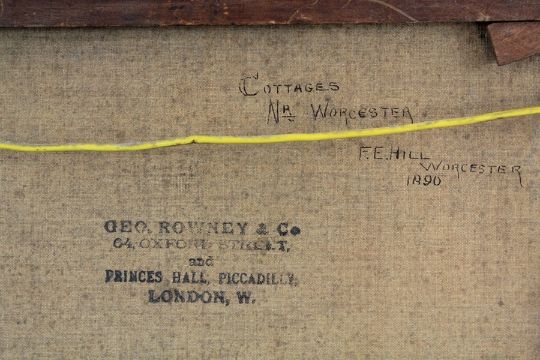 COTTAGES
NR WORCESTER
F.E. HILL
WORCESTER
1890
GEO. ROWNEY & Co
64, OXFORD STREET,
and
PRINCES HALL, PICCADILLY,
LONDON, W.